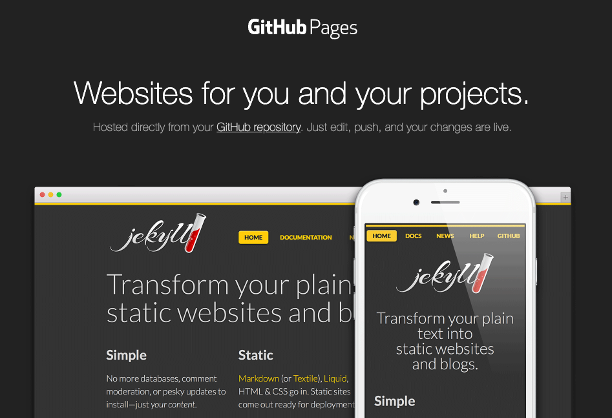 GitHub Pages
Websites for you and your projects.
Hosted directly from your GitHub repository. Just edit, push, and your changes are live.
jekyll
HOME DOCUMENTATION
Transform your plain
static websites and
Simple
No more databases, comment
moderation, or pesky updates to
install—just your content.
Static
Markdown (or Textile), Liquid,
HTML & CSS go in. Static sites
come out ready for deployment
HOME DOCS NEWS HELP GITHUB
jekyll
Transform your plain
text into
static websites
and blogs.
Simple